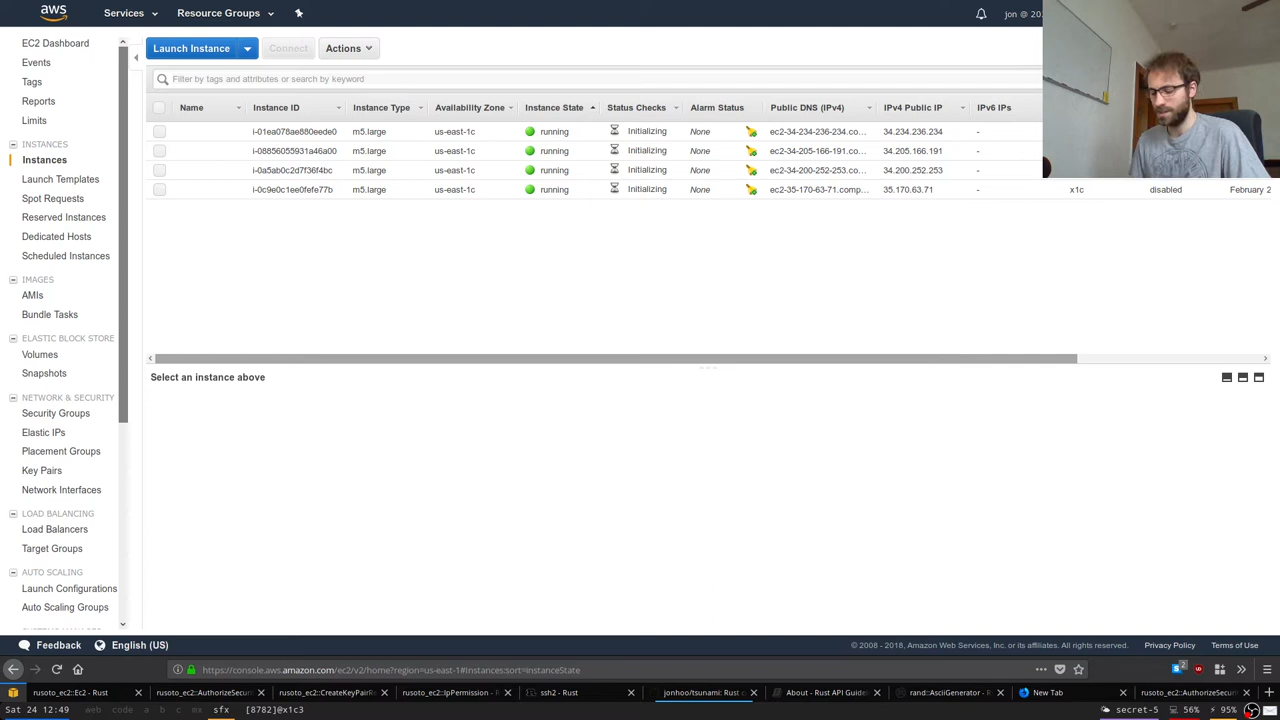 aws Services Resource Groups jon @ 20
EC2 Dashboard
Events
Tags
Reports
Limits
INSTANCES
Instances
Launch Templates
Spot Requests
Reserved Instances
Dedicated Hosts
Scheduled Instances
IMAGES
AMIs
Bundle Tasks
ELASTIC BLOCK STORE
Volumes
Snapshots
NETWORK & SECURITY
Security Groups
Elastic IPs
Placement Groups
Key Pairs
Network Interfaces
LOAD BALANCING
Load Balancers
Target Groups
AUTO SCALING
Launch Configurations
Auto Scaling Groups
Launch Instance Connect Actions
Filter by tags and attributes or search by keyword
Name Instance ID Instance Type Availability Zone Instance State Status Checks Alarm Status Public DNS (IPv4) IPv4 Public IP IPv6 IPs
i-01ea078ae880eede0 m5.large us-east-1c running Initializing None ec2-34-234-236-234.co... 34.234.236.234 -
i-08856055931a46a00 m5.large us-east-1c running Initializing None ec2-34-205-166-191.co... 34.205.166.191 -
i-0a5ab0c2d7f36f4bc m5.large us-east-1c running Initializing None ec2-34-200-252-253.co... 34.200.252.253 -
i-0c9e0c1ee0fefe77b m5.large us-east-1c running Initializing None ec2-35-170-63-71.comp... 35.170.63.71 - x1c disabled February 2
Select an instance above
Feedback English (US) © 2008 - 2018, Amazon Web Services, Inc. or its affiliates. All rights reserved. Privacy Policy Terms of Use
https://console.aws.amazon.com/ec2/v2/home?region=us-east-1#Instances:sort=instanceState 2
rusoto_ec2::Ec2 - Rust rusoto_ec2::AuthorizeSecuri rusoto_ec2::CreateKeyPairRe rusoto_ec2::IpPermission - R ssh2 - Rust jonhoo/tsunami: Rust c About - Rust API Guidel rand::AsciiGenerator - R New Tab rusoto_ec2::AuthorizeSecuri
Sat 24 12:49 web code a b c mx sfx [8782]@x1c3 secret-5 56% 95%